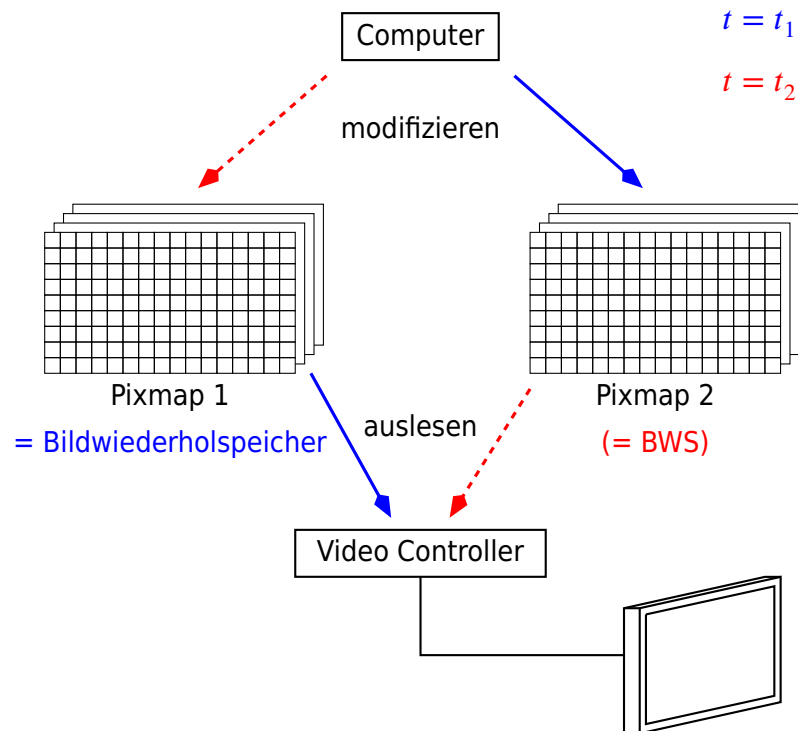 Computer
t = t₁
t = t₂
modifizieren
Pixmap 1
Pixmap 2
= Bildwiederholspeicher
auslesen
(= BWS)
Video Controller